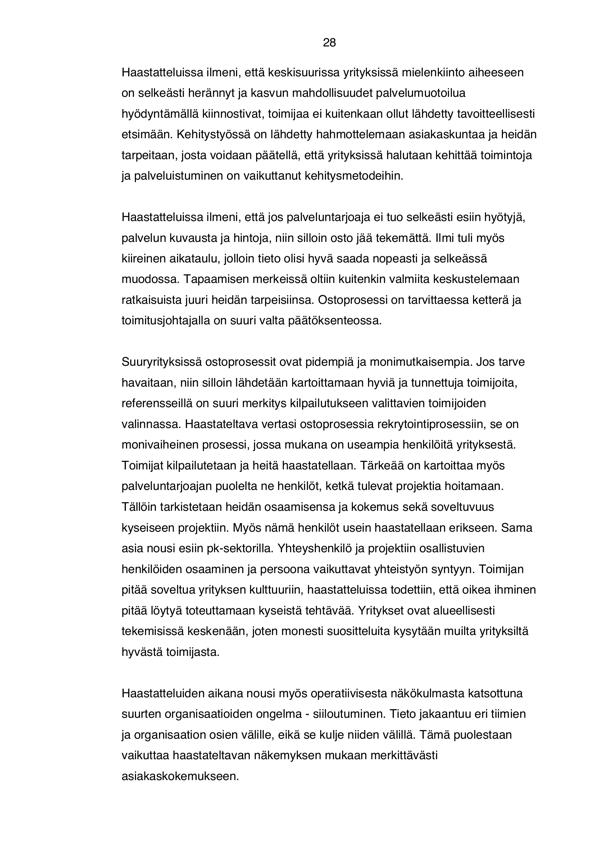 28
Haastatteluissa ilmeni, että keskisuurissa yrityksissä mielenkiinto aiheeseen
on selkeästi herännyt ja kasvun mahdollisuudet palvelumuotoilua
hyödyntämällä kiinnostivat, toimijaa ei kuitenkaan ollut lähdetty tavoitteellisesti
etsimään. Kehitystyössä on lähdetty hahmottelemaan asiakaskuntaa ja heidän
tarpeitaan, josta voidaan päätellä, että yrityksissä halutaan kehittää toimintoja
ja palveluistuminen on vaikuttanut kehitysmetodeihin.
Haastatteluissa ilmeni, että jos palveluntarjoaja ei tuo selkeästi esiin hyötyjä,
palvelun kuvausta ja hintoja, niin silloin osto jää tekemättä. Ilmi tuli myös
kiireinen aikataulu, jolloin tieto olisi hyvä saada nopeasti ja selkeässä
muodossa. Tapaamisen merkeissä oltiin kuitenkin valmiita keskustelemaan
ratkaisuista juuri heidän tarpeisiinsa. Ostoprosessi on tarvittaessa ketterä ja
toimitusjohtajalla on suuri valta päätöksenteossa.
Suuryrityksissä ostoprosessit ovat pidempiä ja monimutkaisempia. Jos tarve
havaitaan, niin silloin lähdetään kartoittamaan hyviä ja tunnettuja toimijoita,
referensseillä on suuri merkitys kilpailutukseen valittavien toimijoiden
valinnassa. Haastateltava vertasi ostoprosessia rekrytointiprosessiin, se on
monivaiheinen prosessi, jossa mukana on useampia henkilöitä yrityksestä.
Toimijat kilpailutetaan ja heitä haastatellaan. Tärkeää on kartoittaa myös
palveluntarjoajan puolelta ne henkilöt, ketkä tulevat projektia hoitamaan.
Tällöin tarkistetaan heidän osaamisensa ja kokemus sekä soveltuvuus
kyseiseen projektiin. Myös nämä henkilöt usein haastatellaan erikseen. Sama
asia nousi esiin pk-sektorilla. Yhteyshenkilö ja projektiin osallistuvien
henkilöiden osaaminen ja persoona vaikuttavat yhteistyön syntyyn. Toimijan
pitää soveltua yrityksen kulttuuriin, haastatteluissa todettiin, että oikea ihminen
pitää löytyä toteuttamaan kyseistä tehtävää. Yritykset ovat alueellisesti
tekemisissä keskenään, joten monesti suositteluita kysytään muilta yrityksiltä
hyvästä toimijasta.
Haastatteluiden aikana nousi myös operatiivisesta näkökulmasta katsottuna
suurten organisaatioiden ongelma - siiloutuminen. Tieto jakaantuu eri tiimien
ja organisaation osien välille, eikä se kulje niiden välillä. Tämä puolestaan
vaikuttaa haastateltavan näkemyksen mukaan merkittävästi
asiakaskokemukseen.